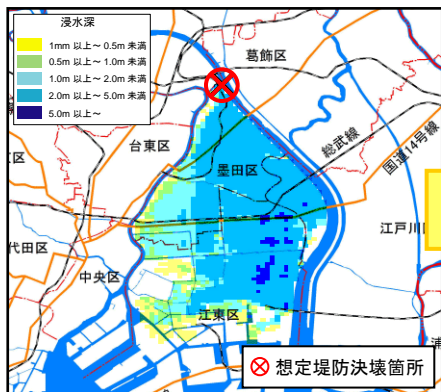 浸水深
1mm 以上～ 0.5m 未満
0.5m 以上～ 1.0m 未満
1.0m 以上～ 2.0m 未満
2.0m 以上～ 5.0m 未満
5.0m 以上～
葛飾区
台東区
総武線
国道14号線
墨田区
江戸川
代田区
中央区
江東区
浦
想定堤防決壊箇所